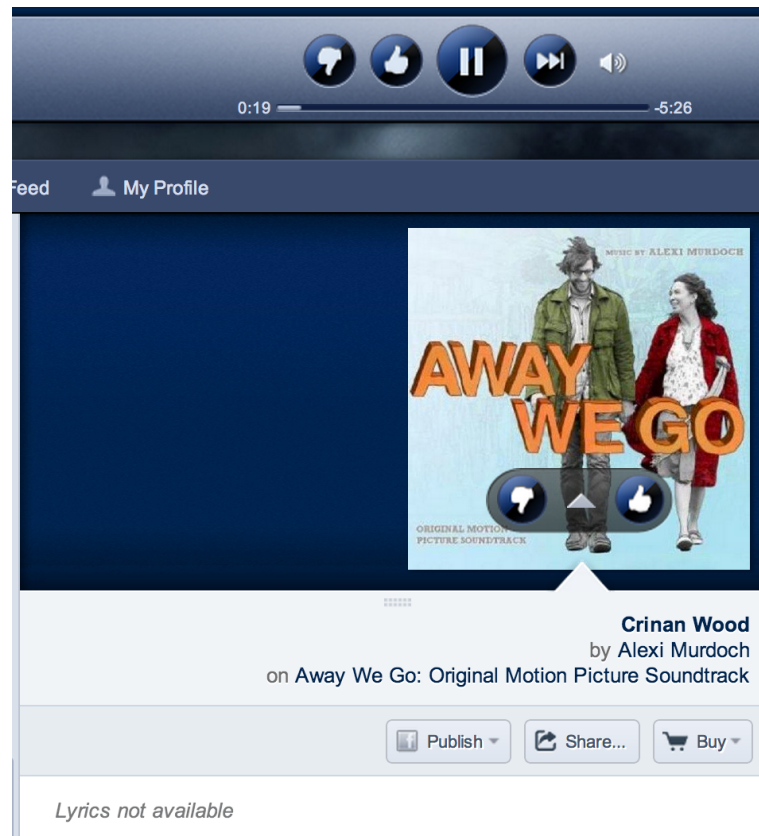 0:19 -5:26
Feed My Profile
MUSIC BY ALEXI MURDOCH
AWAY
WE GO
ORIGINAL MOTION
PICTURE SOUNDTRACK
Crinan Wood
by Alexi Murdoch
on Away We Go: Original Motion Picture Soundtrack
f Publish Share... Buy
Lyrics not available